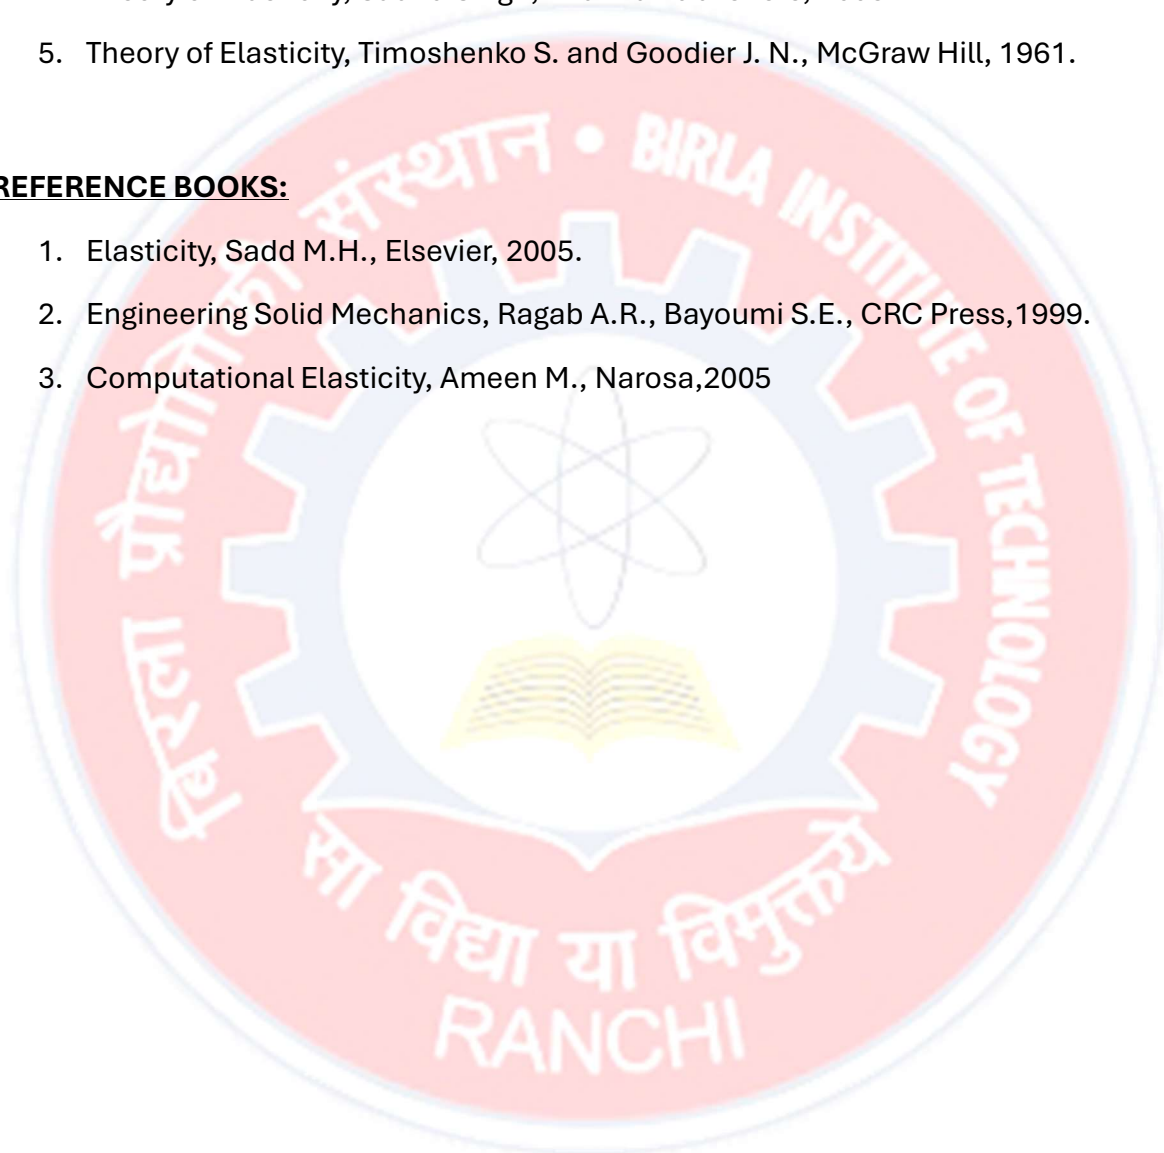 5. Theory of Elasticity, Timoshenko S. and Goodier J. N., McGraw Hill, 1961.
REFERENCE BOOKS:
1. Elasticity, Sadd M.H., Elsevier, 2005.
2. Engineering Solid Mechanics, Ragab A.R., Bayoumi S.E., CRC Press,1999.
3. Computational Elasticity, Ameen M., Narosa,2005
बिरला प्रौद्योगिकी संस्थान • BIRLA INSTITUTE OF TECHNOLOGY
सा विद्या या विमुक्तये
RANCHI